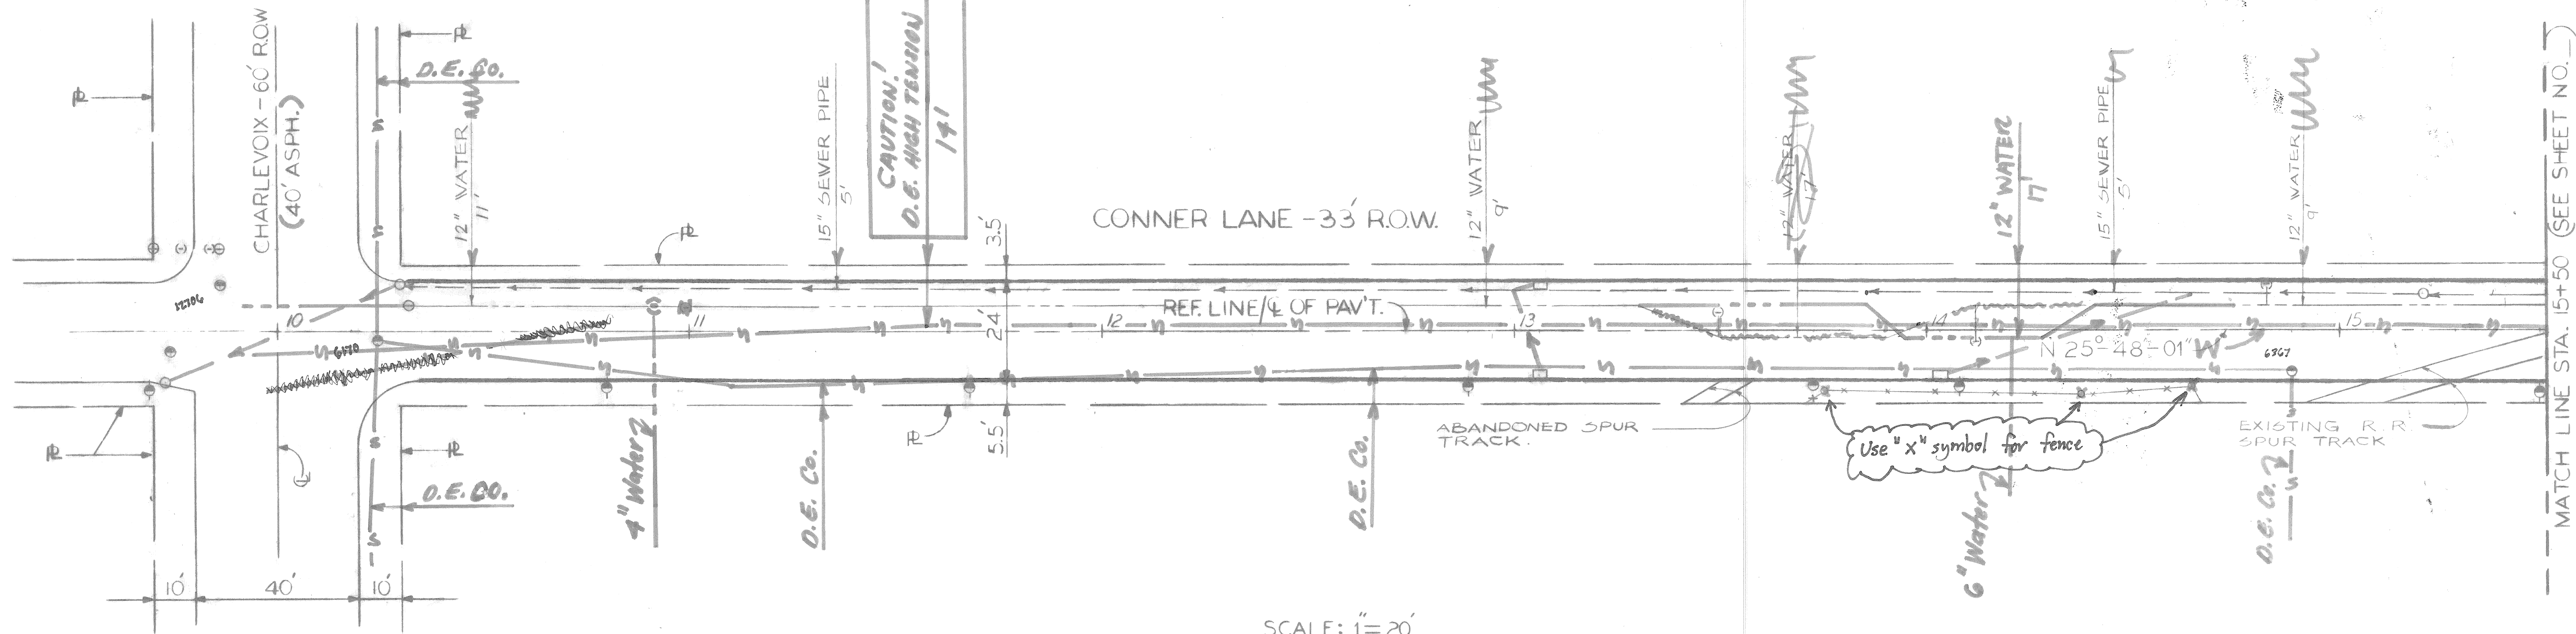 CHARLEVOIX - 60' R.O.W
(40' ASPH.)
℄
℄
D.E. Co.
12" WATER
11'
15" SEWER PIPE
5'
CAUTION!
D.E. HIGH TENSION
14'
3.5'
CONNER LANE - 33' R.O.W.
12" WATER
9'
12" WATER
17'
12" WATER
17'
15" SEWER PIPE
5'
12" WATER
9'
MATCH LINE STA. 15+50 (SEE SHEET NO. )
12706
10
6170
11
24'
REF. LINE/℄ OF PAV'T.
12
13
14
15
N 25°-48'-01" W
6367
5.5'
ABANDONED SPUR
TRACK.
Use "X" symbol for fence
EXISTING R.R.
SPUR TRACK
D.E. CO.
4" Water
D.E. Co.
D.E. Co.
6" Water
D.E. Co.
10'
40'
10'
SCALE: 1" = 20'